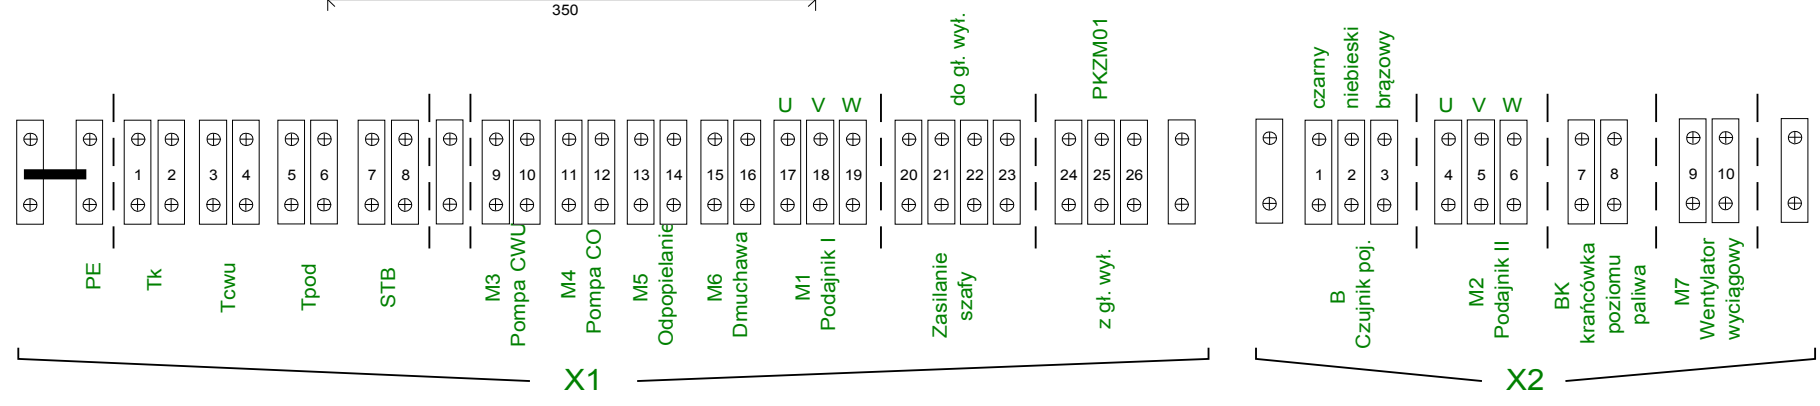 350
do gł. wył.
PKZM01
czarny
niebieski
brązowy
U V W
U V W
1 2 3 4 5 6 7 8 9 10 11 12 13 14 15 16 17 18 19 20 21 22 23 24 25 26
1 2 3 4 5 6 7 8 9 10
PE
Tk
Tcwu
Tpod
STB
M3
Pompa CWU
M4
Pompa CO
M5
Odpopielanie
M6
Dmuchawa
M1
Podajnik I
Zasilanie
szafy
z gł. wył.
B
Czujnik poj.
M2
Podajnik II
BK
krańcówka
poziomu
paliwa
M7
Wentylator
wyciągowy
X1
X2